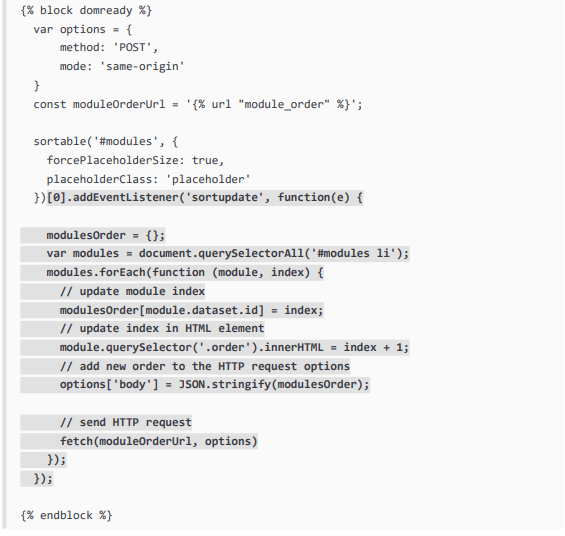 {% block domready %}
  var options = {
      method: 'POST',
      mode: 'same-origin'
  }
  const moduleOrderUrl = '{% url "module_order" %}';

  sortable('#modules', {
    forcePlaceholderSize: true,
    placeholderClass: 'placeholder'
  })[0].addEventListener('sortupdate', function(e) {

    modulesOrder = {};
    var modules = document.querySelectorAll('#modules li');
    modules.forEach(function (module, index) {
      // update module index
      modulesOrder[module.dataset.id] = index;
      // update index in HTML element
      module.querySelector('.order').innerHTML = index + 1;
      // add new order to the HTTP request options
      options['body'] = JSON.stringify(modulesOrder);

      // send HTTP request
      fetch(moduleOrderUrl, options)
    });
  });

{% endblock %}